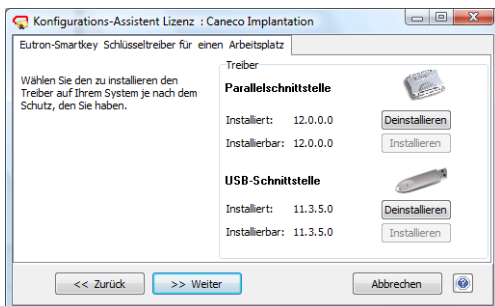 Konfigurations-Assistent Lizenz : Caneco Implantation
Eutron-Smartkey Schlüsseltreiber für einen Arbeitsplatz
Wählen Sie den zu installieren den
Treiber auf Ihrem System je nach dem
Schutz, den Sie haben.
Treiber
Parallelschnittstelle
Installiert: 12.0.0.0 Deinstallieren
Installierbar: 12.0.0.0 Installieren
USB-Schnittstelle
Installiert: 11.3.5.0 Deinstallieren
Installierbar: 11.3.5.0 Installieren
<< Zurück >> Weiter Abbrechen